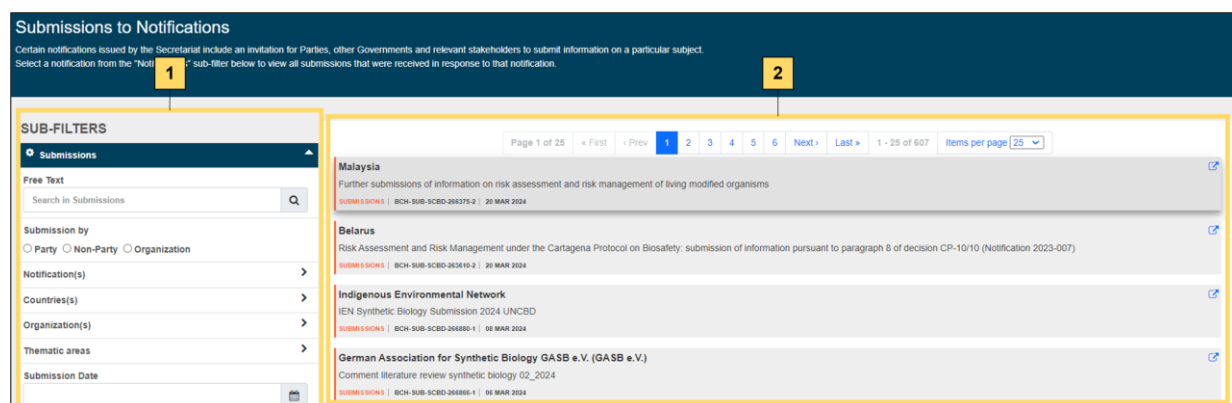 Submissions to Notifications
Certain notifications issued by the Secretariat include an invitation for Parties, other Governments and relevant stakeholders to submit information on a particular subject.
Select a notification from the "Noti s" sub-filter below to view all submissions that were received in response to that notification.
1
2
SUB-FILTERS
Submissions
Free Text
Search in Submissions
Submission by
Party Non-Party Organization
Notification(s)
Countries(s)
Organization(s)
Thematic areas
Submission Date
Page 1 of 25 « First ‹ Prev 1 2 3 4 5 6 Next › Last » 1 - 25 of 607 Items per page 25
Malaysia
Further submissions of information on risk assessment and risk management of living modified organisms
SUBMISSIONS | BCH-SUB-SCBD-266375-2 | 20 MAR 2024
Belarus
Risk Assessment and Risk Management under the Cartagena Protocol on Biosafety: submission of information pursuant to paragraph 8 of decision CP-10/10 (Notification 2023-007)
SUBMISSIONS | BCH-SUB-SCBD-263610-2 | 20 MAR 2024
Indigenous Environmental Network
IEN Synthetic Biology Submission 2024 UNCBD
SUBMISSIONS | BCH-SUB-SCBD-266880-1 | 08 MAR 2024
German Association for Synthetic Biology GASB e.V. (GASB e.V.)
Comment literature review synthetic biology 02_2024
SUBMISSIONS | BCH-SUB-SCBD-266866-1 | 06 MAR 2024